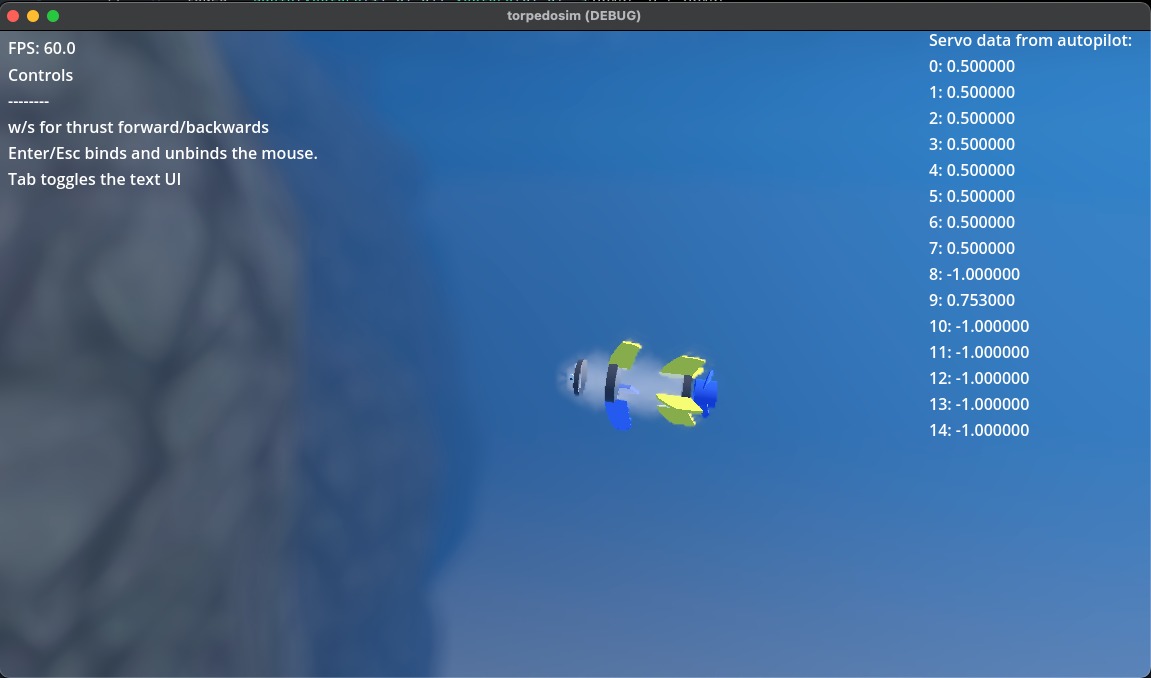 torpedosim (DEBUG)
FPS: 60.0
Controls
--------
w/s for thrust forward/backwards
Enter/Esc binds and unbinds the mouse.
Tab toggles the text UI
Servo data from autopilot:
0: 0.500000
1: 0.500000
2: 0.500000
3: 0.500000
4: 0.500000
5: 0.500000
6: 0.500000
7: 0.500000
8: -1.000000
9: 0.753000
10: -1.000000
11: -1.000000
12: -1.000000
13: -1.000000
14: -1.000000